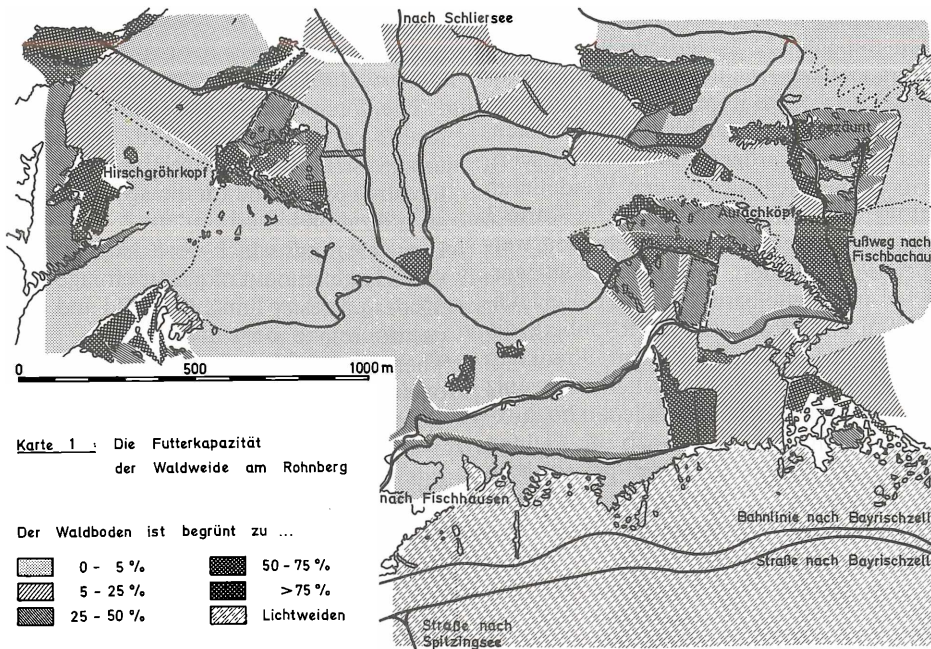 nach Schliersee
gezäunt
Hirschgröhrkopf
Aurachköpf
Fußweg nach
Fischbachau
0 500 1000 m
Karte 1 : Die Futterkapazität
der Waldweide am Rohnberg
nach Fischhausen
Der Waldboden ist begrünt zu ...
Bahnlinie nach Bayrischzell
0 - 5 %
50 - 75 %
Straße nach Bayrischzell
5 - 25 %
> 75 %
25 - 50 %
Lichtweiden
Straße nach
Spitzingsee